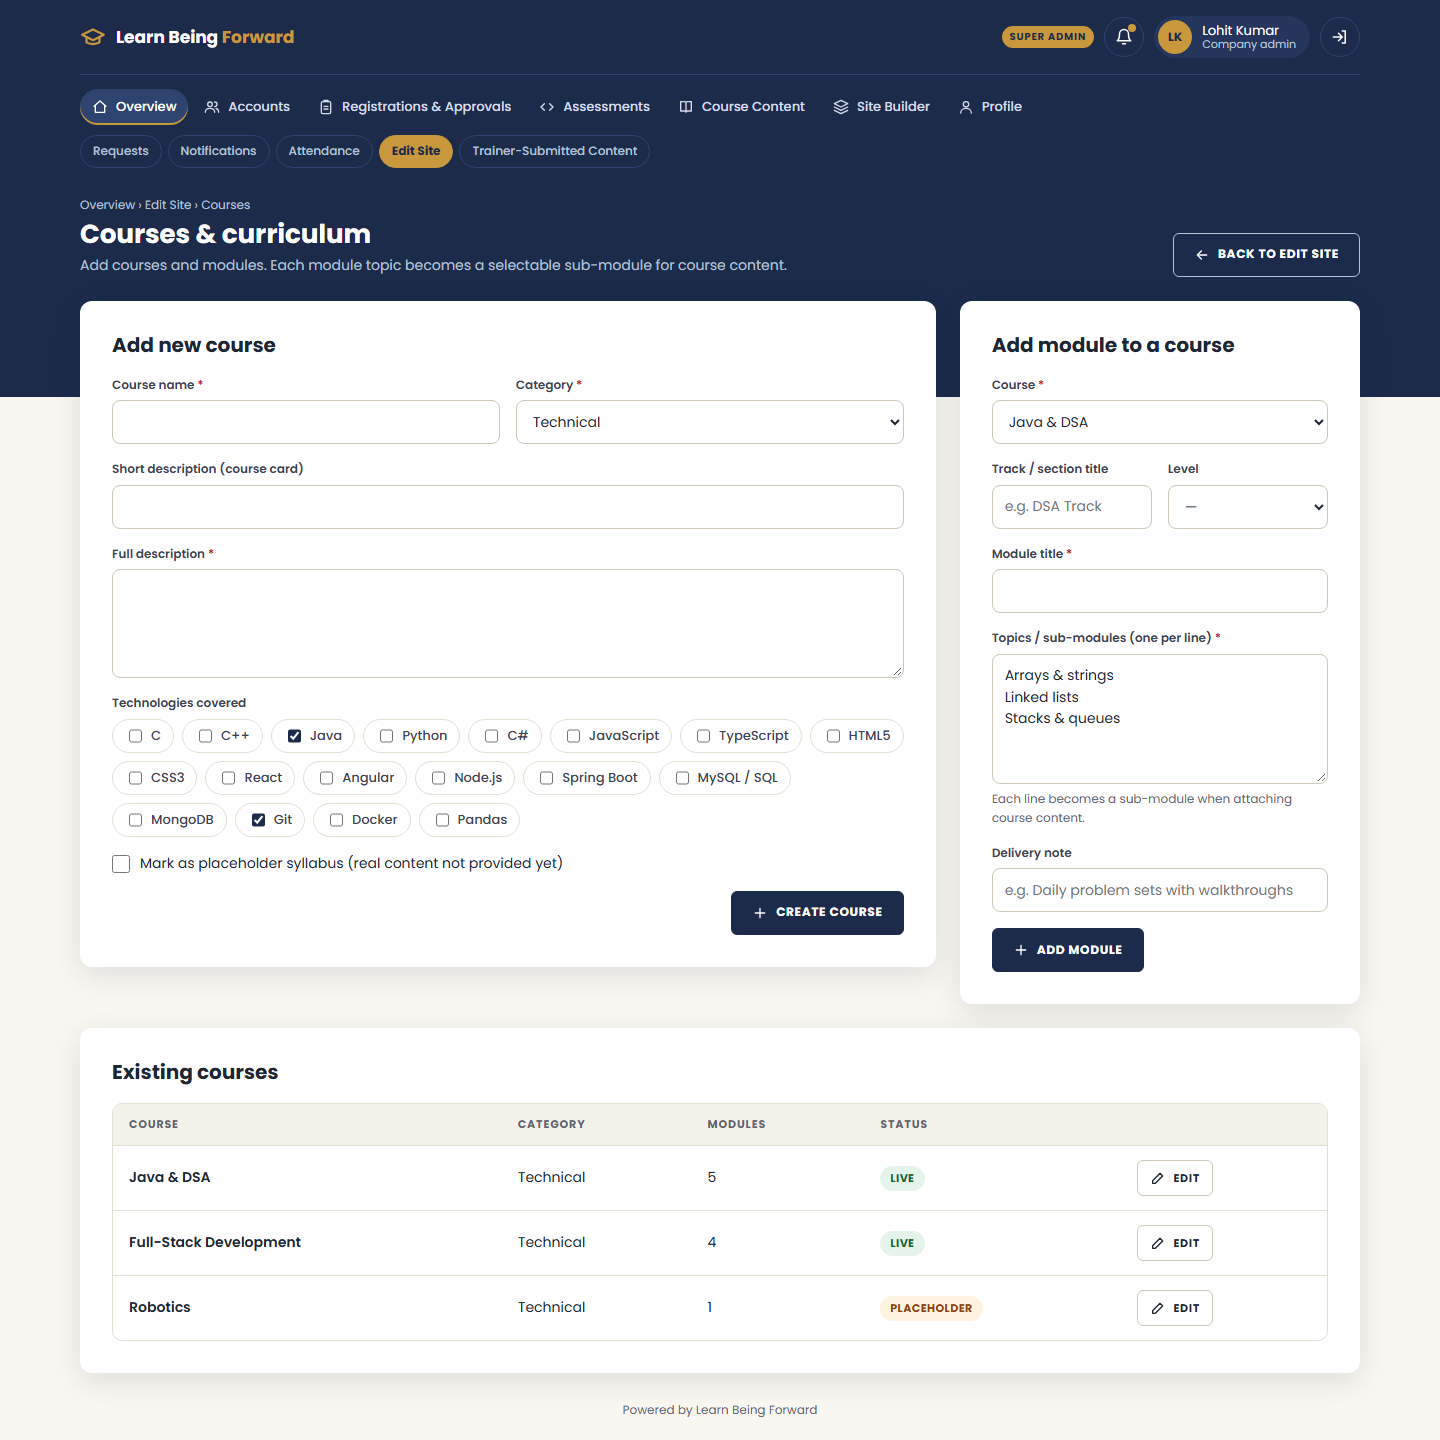 Learn Being Forward
SUPER ADMIN
LK
Lohit Kumar
Company admin
Overview
Accounts
Registrations & Approvals
Assessments
Course Content
Site Builder
Profile
Requests
Notifications
Attendance
Edit Site
Trainer-Submitted Content
Overview › Edit Site › Courses
Courses & curriculum
Add courses and modules. Each module topic becomes a selectable sub-module for course content.
BACK TO EDIT SITE
Add new course
Course name *
Category *
Technical
Short description (course card)
Full description *
Technologies covered
C
C++
Java
Python
C#
JavaScript
TypeScript
HTML5
CSS3
React
Angular
Node.js
Spring Boot
MySQL / SQL
MongoDB
Git
Docker
Pandas
Mark as placeholder syllabus (real content not provided yet)
CREATE COURSE
Add module to a course
Course *
Java & DSA
Track / section title
Level
e.g. DSA Track
—
Module title *
Topics / sub-modules (one per line) *
Arrays & strings
Linked lists
Stacks & queues
Each line becomes a sub-module when attaching
course content.
Delivery note
e.g. Daily problem sets with walkthroughs
ADD MODULE
Existing courses
COURSE CATEGORY MODULES STATUS
Java & DSA Technical 5 LIVE EDIT
Full-Stack Development Technical 4 LIVE EDIT
Robotics Technical 1 PLACEHOLDER EDIT
Powered by Learn Being Forward